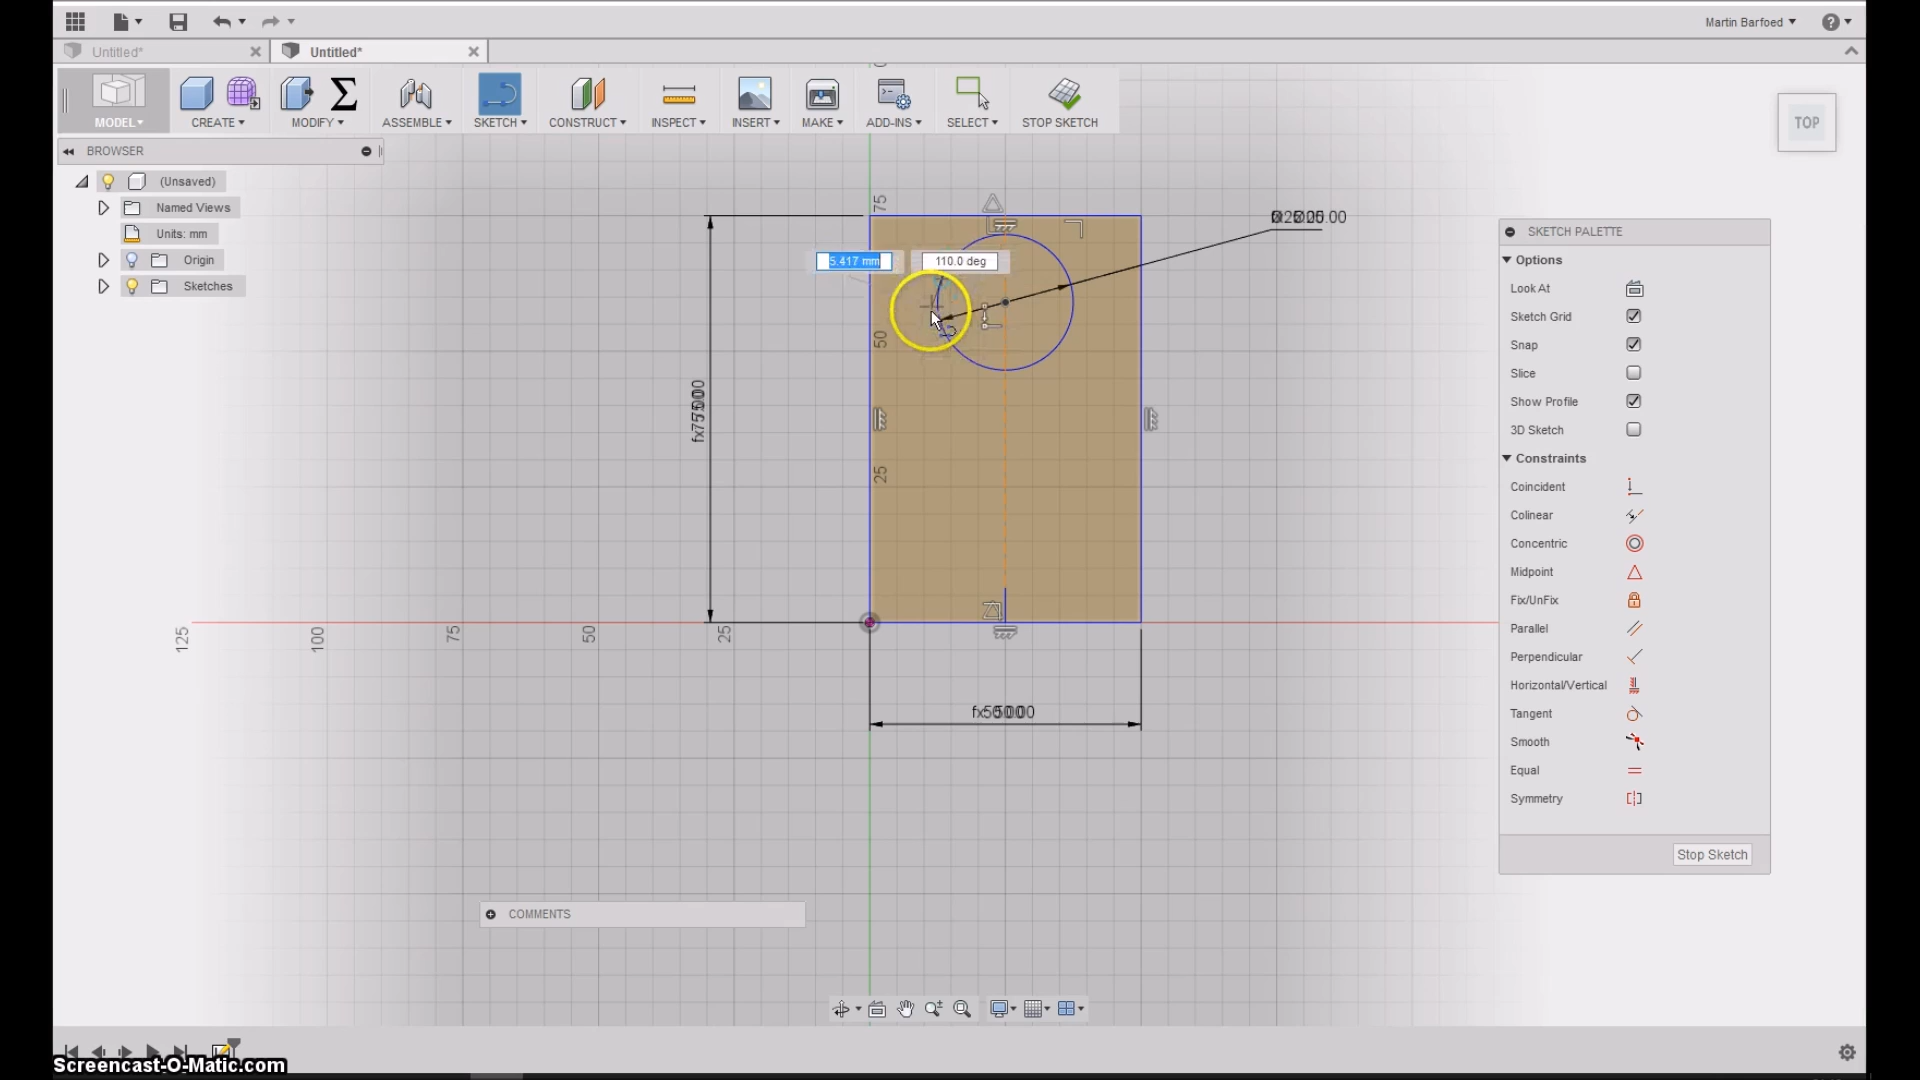 Martin Barfoed
Untitled*
Untitled*
MODEL
CREATE
MODIFY
ASSEMBLE
SKETCH
CONSTRUCT
INSPECT
INSERT
MAKE
ADD-INS
SELECT
STOP SKETCH
TOP
BROWSER
(Unsaved)
Named Views
Units: mm
Origin
Sketches
75
50
25
5.417 mm
110.0 deg
125
100
75
50
25
SKETCH PALETTE
Options
Look At
Sketch Grid
Snap
Slice
Show Profile
3D Sketch
Constraints
Coincident
Colinear
Concentric
Midpoint
Fix/UnFix
Parallel
Perpendicular
Horizontal/Vertical
Tangent
Smooth
Equal
Symmetry
Stop Sketch
COMMENTS
Screencast-O-Matic.com